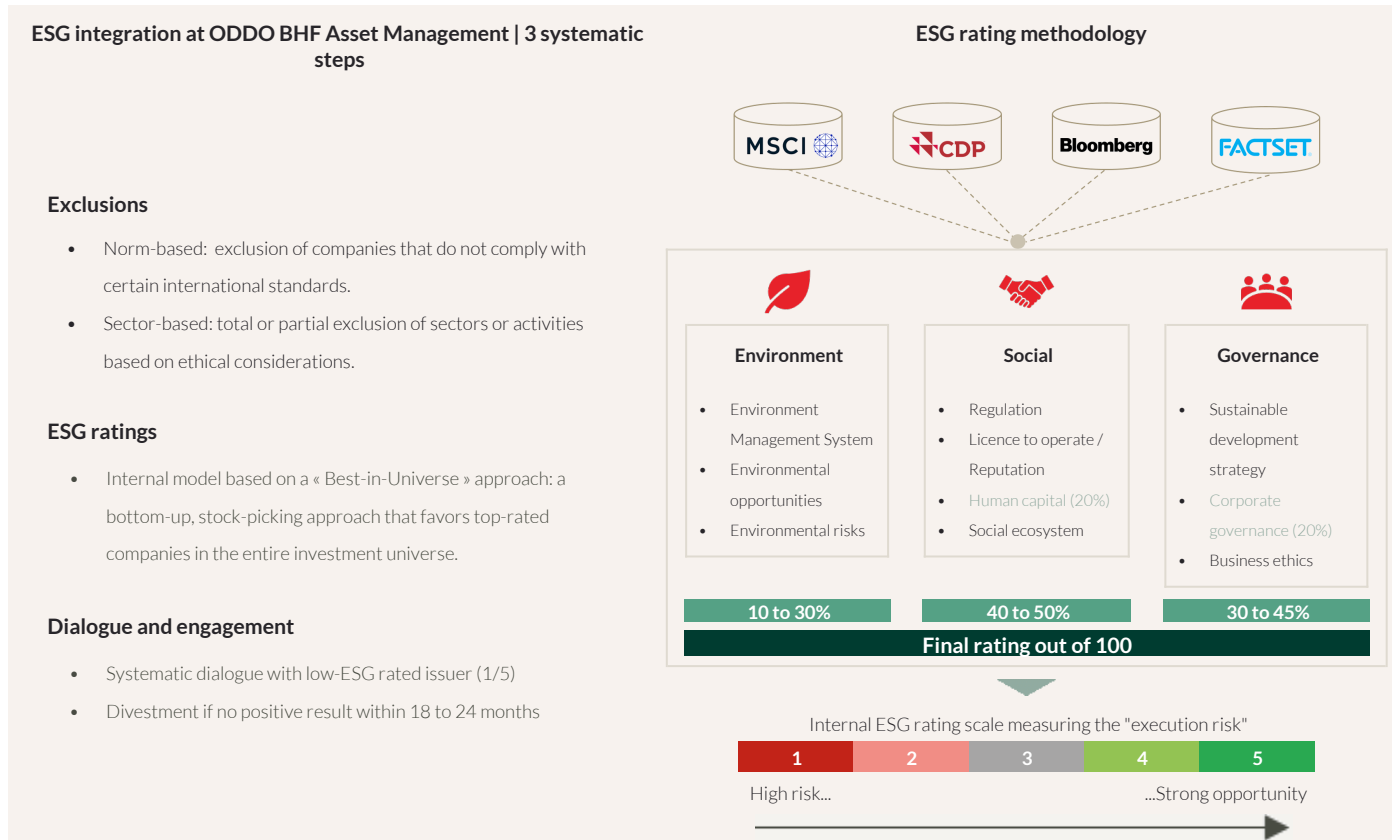 ESG integration at ODDO BHF Asset Management | 3 systematic
steps
Exclusions
• Norm-based: exclusion of companies that do not comply with
certain international standards.
• Sector-based: total or partial exclusion of sectors or activities
based on ethical considerations.
ESG ratings
• Internal model based on a « Best-in-Universe » approach: a
bottom-up, stock-picking approach that favors top-rated
companies in the entire investment universe.
Dialogue and engagement
• Systematic dialogue with low-ESG rated issuer (1/5)
• Divestment if no positive result within 18 to 24 months
ESG rating methodology
MSCI
CDP
Bloomberg
FACTSET
Environment
• Environment
Management System
• Environmental
opportunities
• Environmental risks
10 to 30%
Social
• Regulation
• Licence to operate /
Reputation
• Human capital (20%)
• Social ecosystem
40 to 50%
Governance
• Sustainable
development
strategy
• Corporate
governance (20%)
• Business ethics
30 to 45%
Final rating out of 100
Internal ESG rating scale measuring the "execution risk"
1 2 3 4 5
High risk... ...Strong opportunity